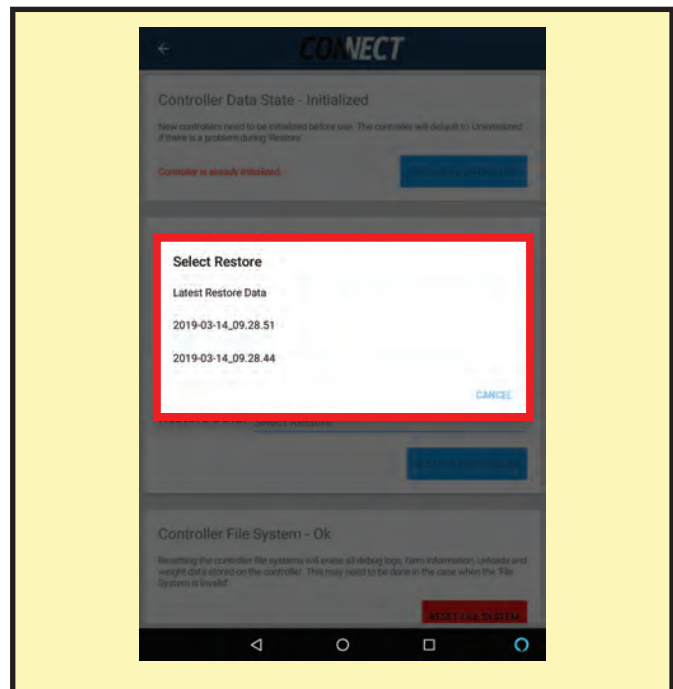 CONNECT
Controller Data State - Initialized
New controllers need to be initialized before use. The controller will default to 'Uninitialized'
if there is a problem during 'Restore'.
Controller is already initialized.
Select Restore
Latest Restore Data
2019-03-14_09.28.51
2019-03-14_09.28.44
CANCEL
Select Restore
Controller File System - Ok
Resetting the controller file systems will erase all debug logs, farm information, unloads and
weight data stored on the controller. This may need to be done in the case when the 'File
System is Invalid'.
RESET FILE SYSTEM